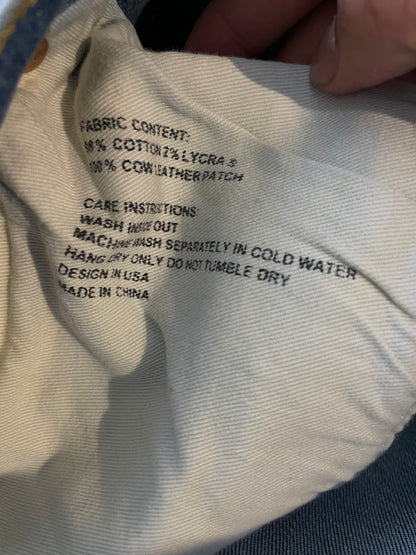 FABRIC CONTENT:
98% COTTON 2% LYCRA ®
100% COW LEATHER PATCH
CARE INSTRUCTIONS:
WASH INSIDE OUT
MACHINE WASH SEPARATELY IN COLD WATER
HANG DRY ONLY DO NOT TUMBLE DRY
DESIGN IN USA
MADE IN CHINA